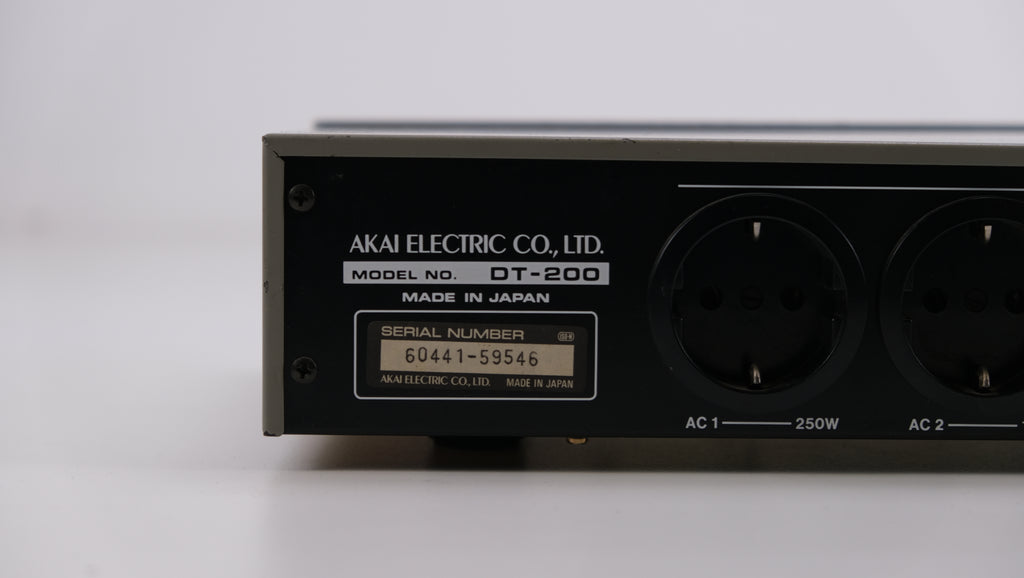 AKAI ELECTRIC CO., LTD.
MODEL NO. DT-200
MADE IN JAPAN
SERIAL NUMBER
60441-59546
AKAI ELECTRIC CO., LTD. MADE IN JAPAN
AC 1 250W
AC 2